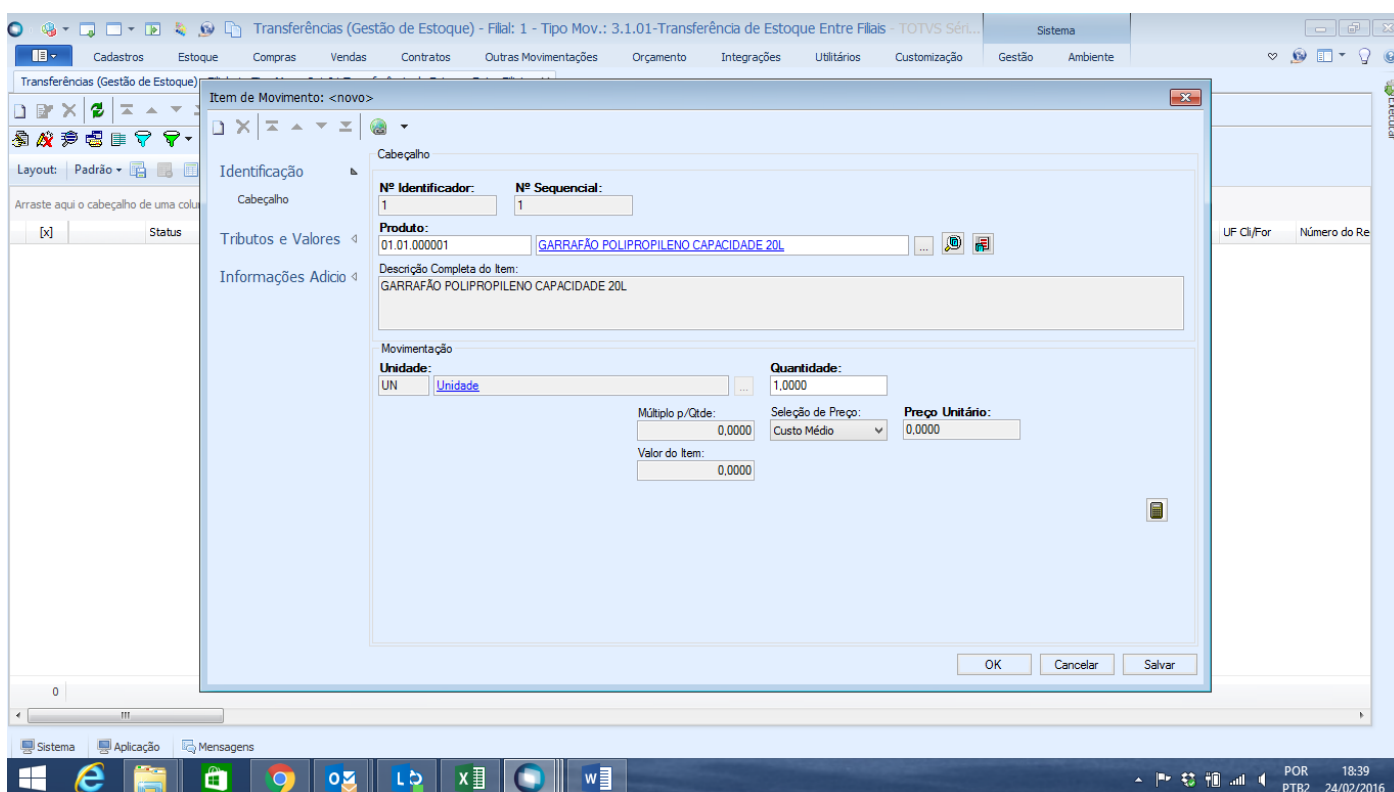 Transferências (Gestão de Estoque) - Filial: 1 - Tipo Mov.: 3.1.01-Transferência de Estoque Entre Filiais - TOTVS Séri...
Sistema
Cadastros Estoque Compras Vendas Contratos Outras Movimentações Orçamento Integrações Utilitários Customização Gestão Ambiente
Transferências (Gestão de Estoque)
Item de Movimento: <novo>
Executar
Layout: Padrão
Arraste aqui o cabeçalho de uma colu
[x] Status
UF Cli/For Número do Re
Identificação
Cabeçalho
Tributos e Valores
Informações Adicio
Cabeçalho
Nº Identificador: Nº Sequencial:
1 1
Produto:
01.01.000001 GARRAFÃO POLIPROPILENO CAPACIDADE 20L ...
Descrição Completa do Item:
GARRAFÃO POLIPROPILENO CAPACIDADE 20L
Movimentação
Unidade: Quantidade:
UN Unidade ... 1,0000
Múltiplo p/Qtde: Seleção de Preço: Preço Unitário:
0,0000 Custo Médio 0,0000
Valor do Item:
0,0000
OK Cancelar Salvar
0
Sistema Aplicação Mensagens
POR 18:39
PTB2 24/02/2016